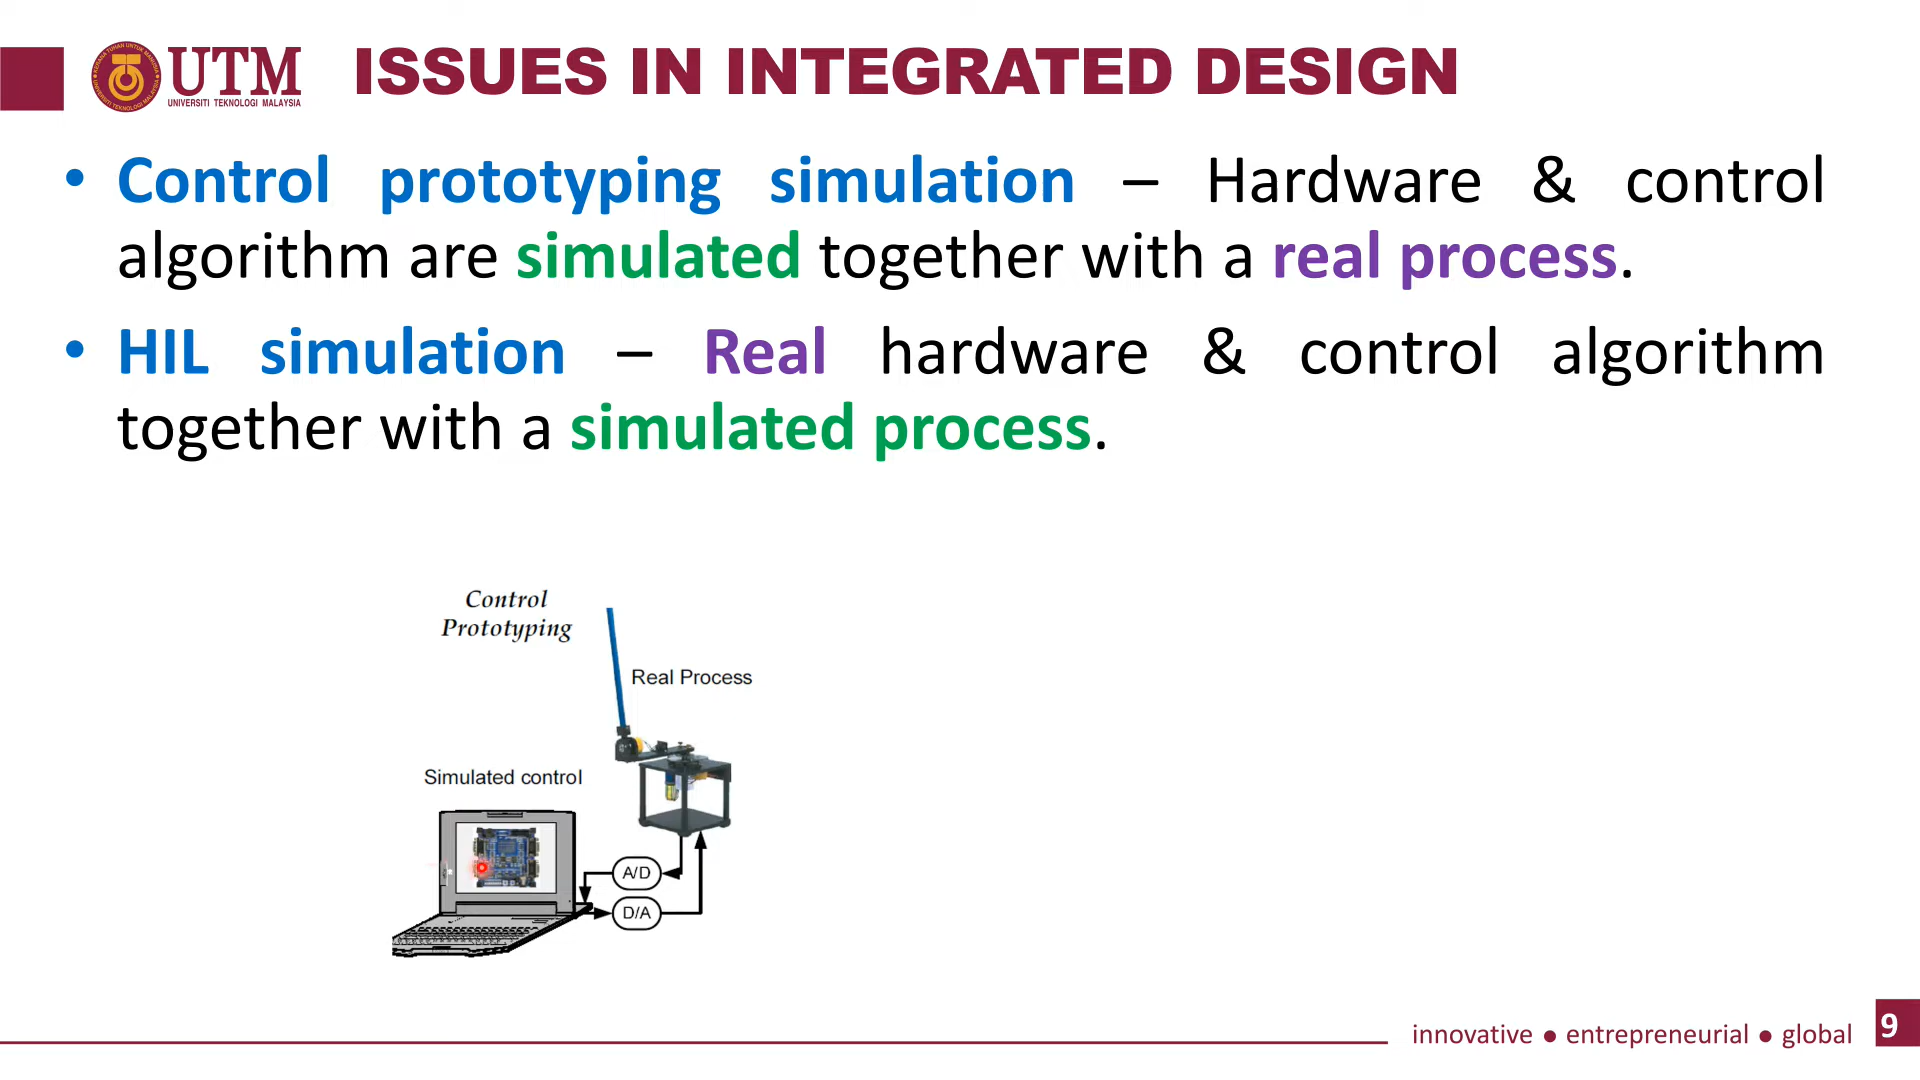 UTM
UNIVERSITI TEKNOLOGI MALAYSIA
ISSUES IN INTEGRATED DESIGN
• Control prototyping simulation – Hardware & control
algorithm are simulated together with a real process.
• HIL simulation – Real hardware & control algorithm
together with a simulated process.
Control
Prototyping
Real Process
Simulated control
A/D
D/A
innovative ● entrepreneurial ● global
9